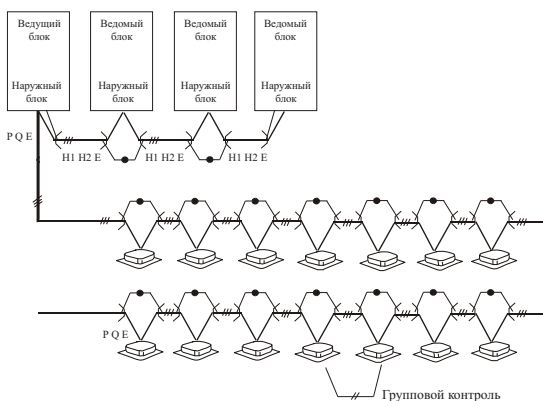 Ведущий Ведомый Ведомый Ведомый
блок блок блок блок
Наружный Наружный Наружный Наружный
блок блок блок блок
P Q E
H1 H2 E H1 H2 E H1 H2 E
P Q E
Групповой контроль